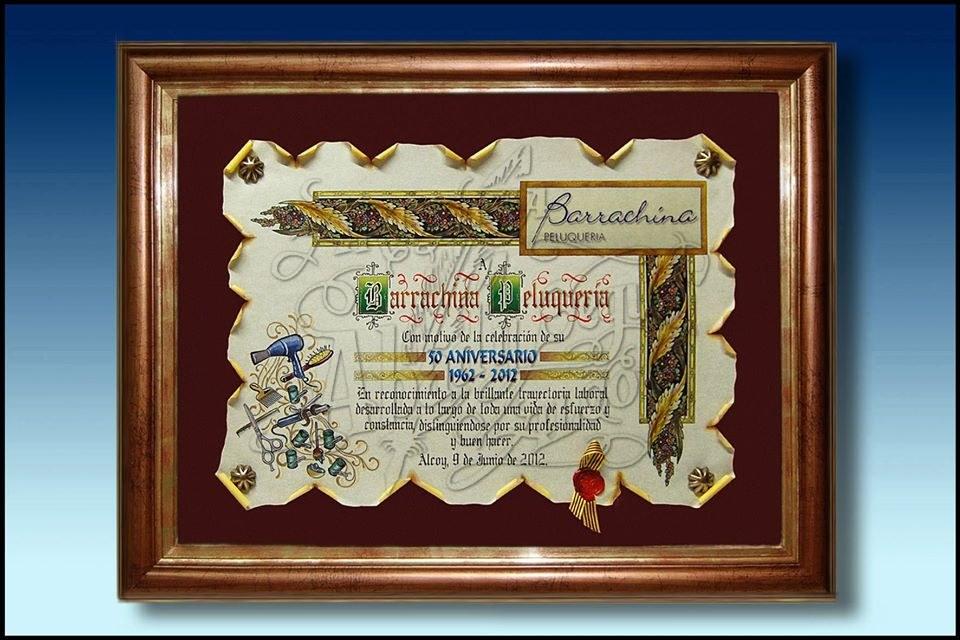 Barrachina
PELUQUERIA
A
Barrachina Peluqueria
Con motivo de la celebración de su
50 ANIVERSARIO
1962 - 2012
En reconocimiento a la brillante trayectoria laboral
desarrollada a lo largo de toda una vida de esfuerzo y
constancia, distinguiéndose por su profesionalidad
y buen hacer.
Alcoy, 9 de Junio de 2012.